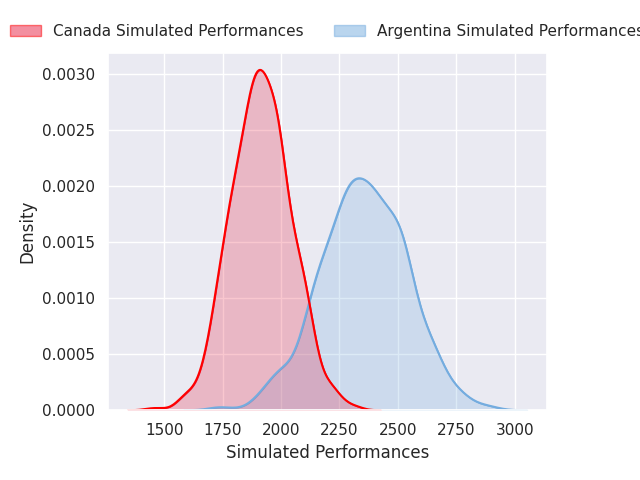 Canada Simulated Performances Argentina Simulated Performances
0.0030
0.0025
0.0020
0.0015
0.0010
0.0005
0.0000
Density
1500 1750 2000 2250 2500 2750 3000
Simulated Performances